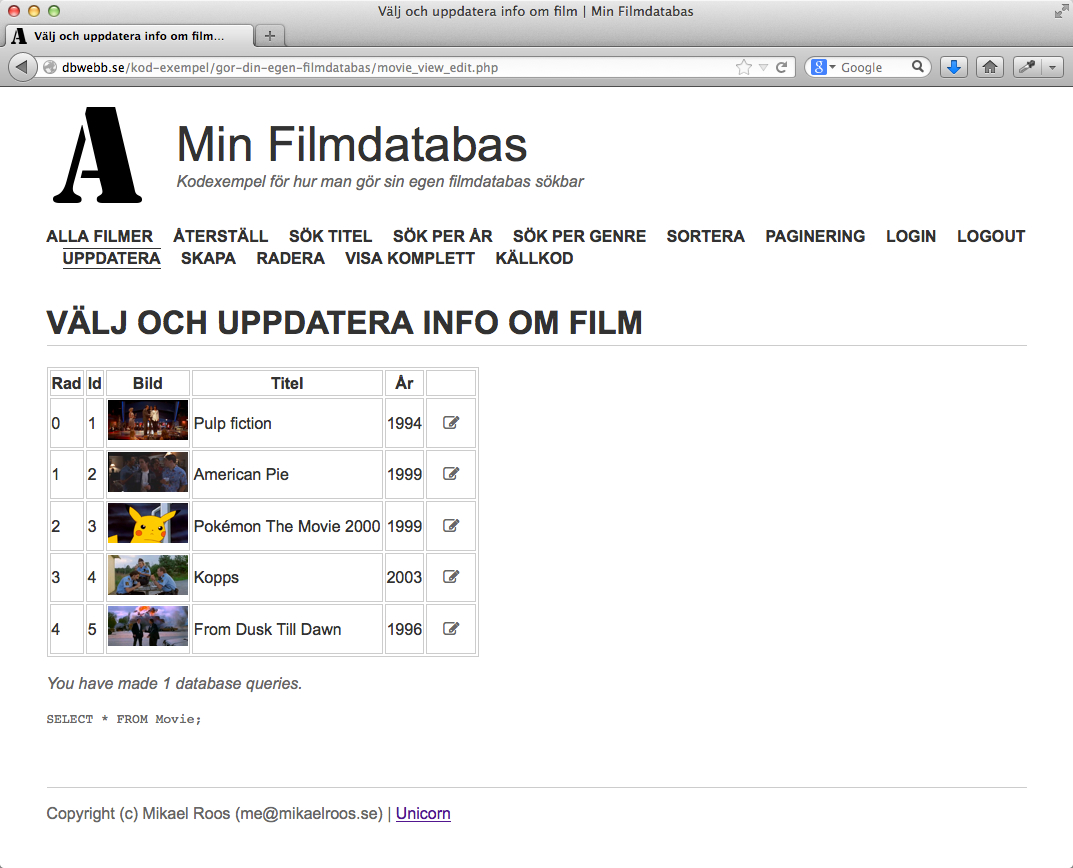 Välj och uppdatera info om film | Min Filmdatabas
A Välj och uppdatera info om film...
dbwebb.se/kod-exempel/gor-din-egen-filmdatabas/movie_view_edit.php
8 Google
A
Min Filmdatabas
Kodexempel för hur man gör sin egen filmdatabas sökbar
ALLA FILMER ÅTERSTÄLL SÖK TITEL SÖK PER ÅR SÖK PER GENRE SORTERA PAGINERING LOGIN LOGOUT
UPPDATERA SKAPA RADERA VISA KOMPLETT KÄLLKOD
VÄLJ OCH UPPDATERA INFO OM FILM
Rad Id Bild Titel År
0 1 Pulp fiction 1994
1 2 American Pie 1999
2 3 Pokémon The Movie 2000 1999
3 4 Kopps 2003
4 5 From Dusk Till Dawn 1996
You have made 1 database queries.
SELECT * FROM Movie;
Copyright (c) Mikael Roos (me@mikaelroos.se) | Unicorn